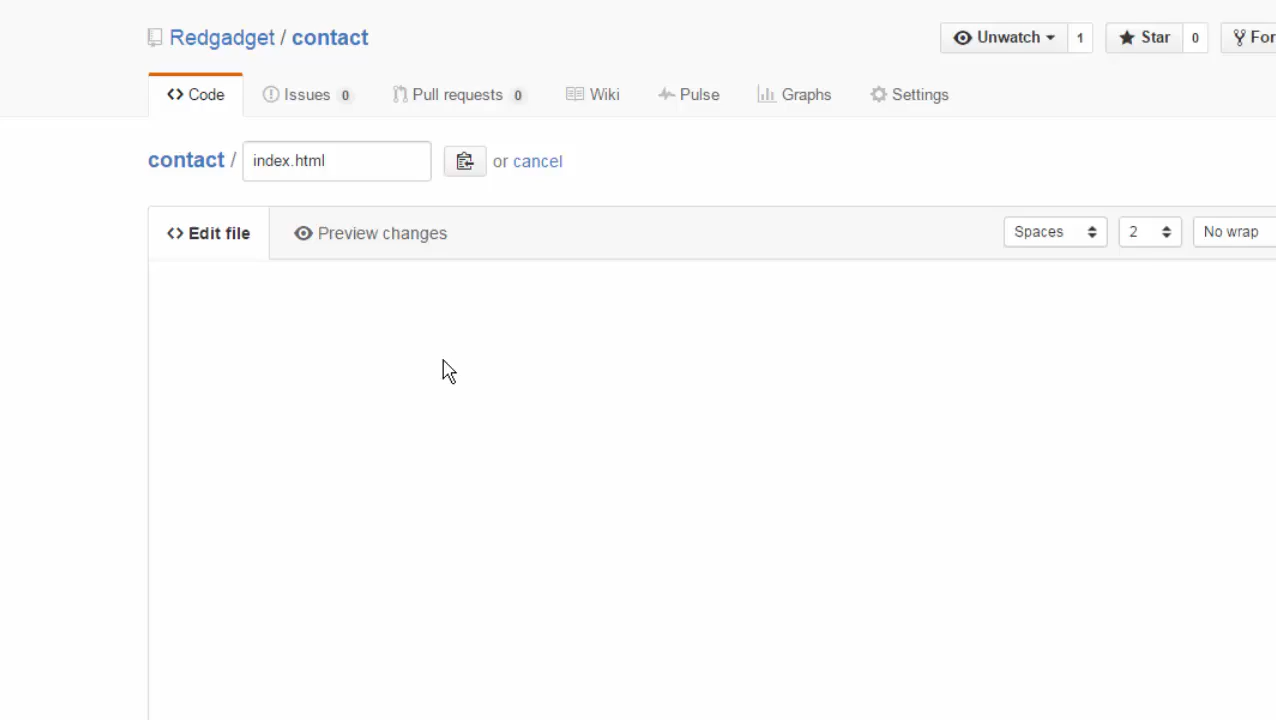 Redgadget / contact
Unwatch 1 Star 0 For
Code Issues 0 Pull requests 0 Wiki Pulse Graphs Settings
contact / index.html or cancel
Edit file Preview changes Spaces 2 No wrap